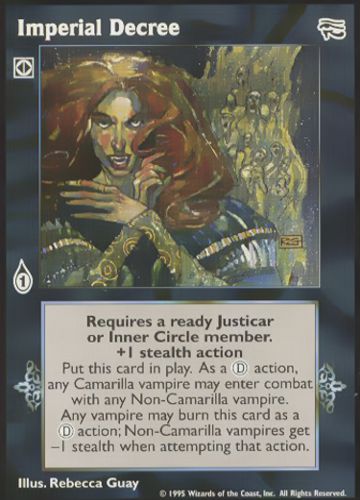 Imperial Decree
1
Requires a ready Justicar
or Inner Circle member.
+1 stealth action
Put this card in play. As a Ⓓ action,
any Camarilla vampire may enter combat
with any Non-Camarilla vampire.
Any vampire may burn this card as a
Ⓓ action; Non-Camarilla vampires get
–1 stealth when attempting that action.
Illus. Rebecca Guay
© 1995 Wizards of the Coast, Inc. All Rights Reserved.